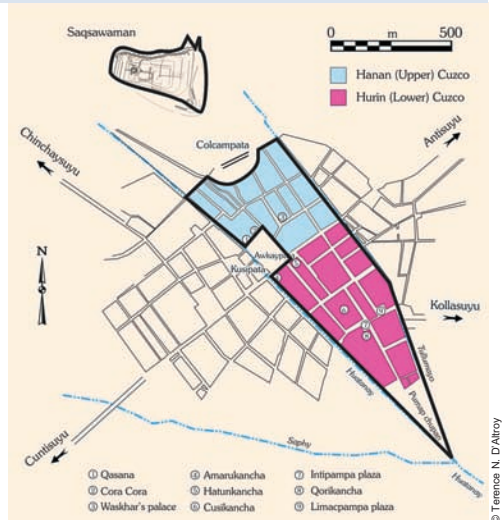 Saqsawaman
0 m 500
Hanan (Upper) Cuzco
Hurin (Lower) Cuzco
Chinchaysuyu
Colcampata
Antisuyu
N
Awkaypata
Kusipata
Kollasuyu
Tullumayo
Huatanay
Pumap chupan
Saphy
Huatanay
Cuntisuyu
① Qasana
② Cora Cora
③ Waskhar's palace
④ Amarukancha
⑤ Hatunkancha
⑥ Cusikancha
⑦ Intipampa plaza
⑧ Qorikancha
⑨ Limacpampa plaza
© Terence N. D'Altroy